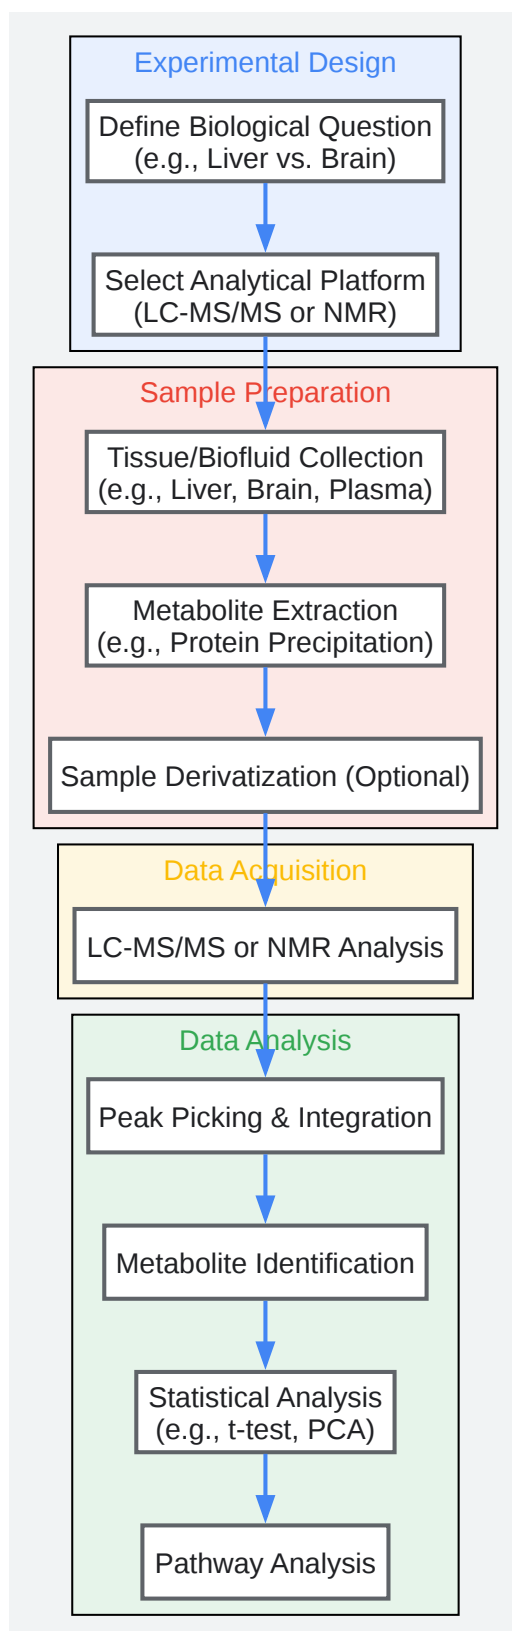 Experimental Design
Define Biological Question
(e.g., Liver vs. Brain)
Select Analytical Platform
(LC-MS/MS or NMR)
Sample Preparation
Tissue/Biofluid Collection
(e.g., Liver, Brain, Plasma)
Metabolite Extraction
(e.g., Protein Precipitation)
Sample Derivatization (Optional)
Data Acquisition
LC-MS/MS or NMR Analysis
Data Analysis
Peak Picking & Integration
Metabolite Identification
Statistical Analysis
(e.g., t-test, PCA)
Pathway Analysis